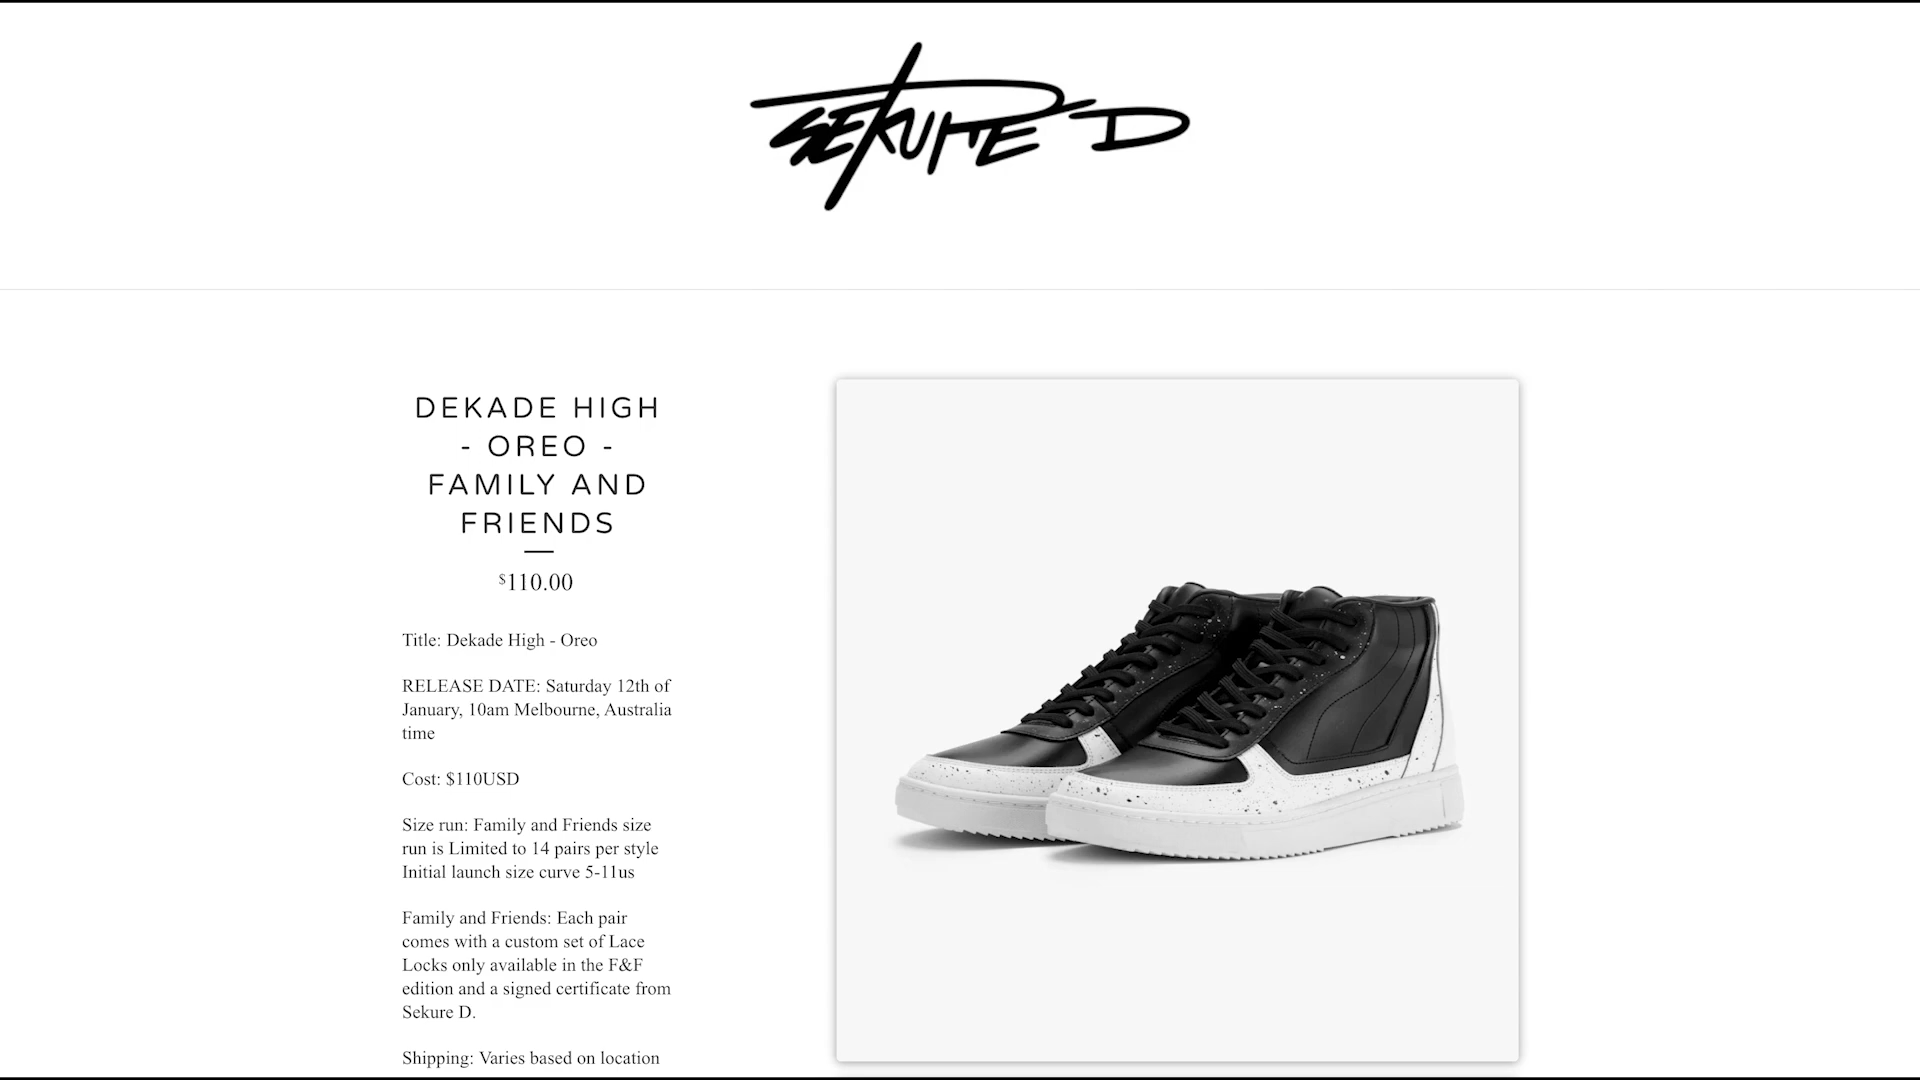 SEKURE D
DEKADE HIGH
- OREO -
FAMILY AND
FRIENDS
$110.00
Title: Dekade High - Oreo
RELEASE DATE: Saturday 12th of
January, 10am Melbourne, Australia
time
Cost: $110USD
Size run: Family and Friends size
run is Limited to 14 pairs per style
Initial launch size curve 5-11us
Family and Friends: Each pair
comes with a custom set of Lace
Locks only available in the F&F
edition and a signed certificate from
Sekure D.
Shipping: Varies based on location